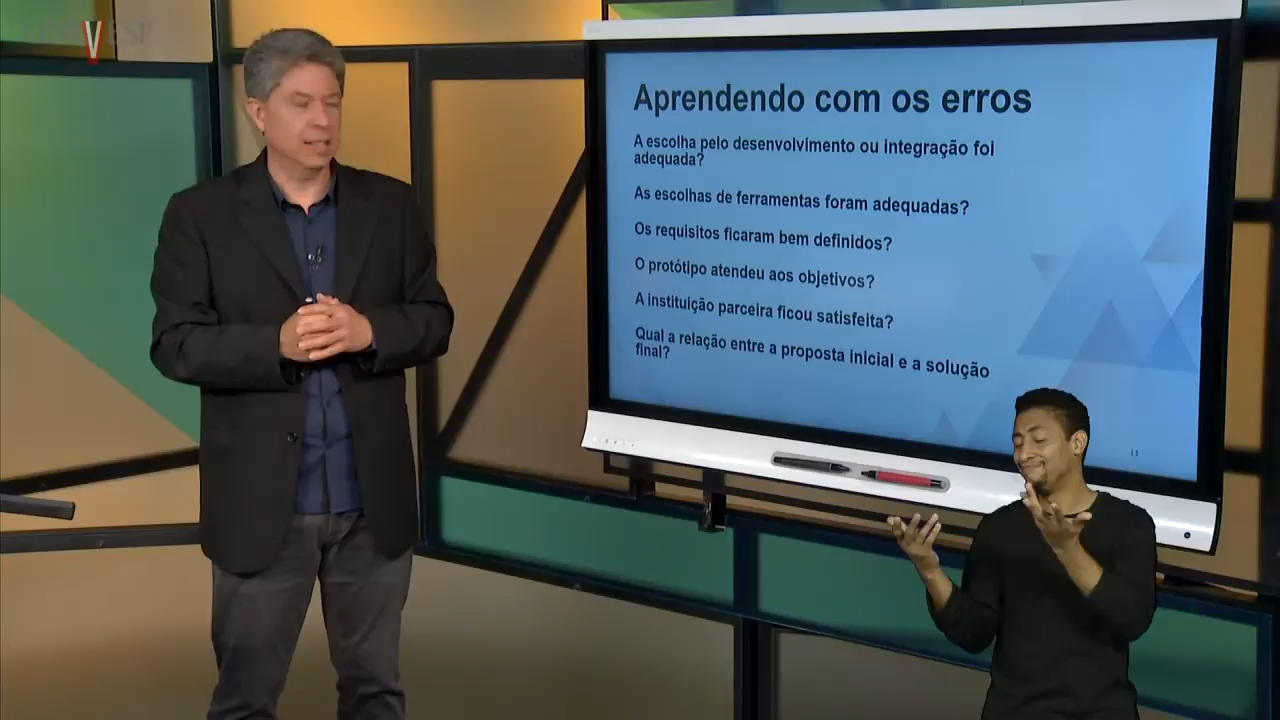 Aprendendo com os erros
A escolha pelo desenvolvimento ou integração foi
adequada?
As escolhas de ferramentas foram adequadas?
Os requisitos ficaram bem definidos?
O protótipo atendeu aos objetivos?
A instituição parceira ficou satisfeita?
Qual a relação entre a proposta inicial e a solução
final?
11